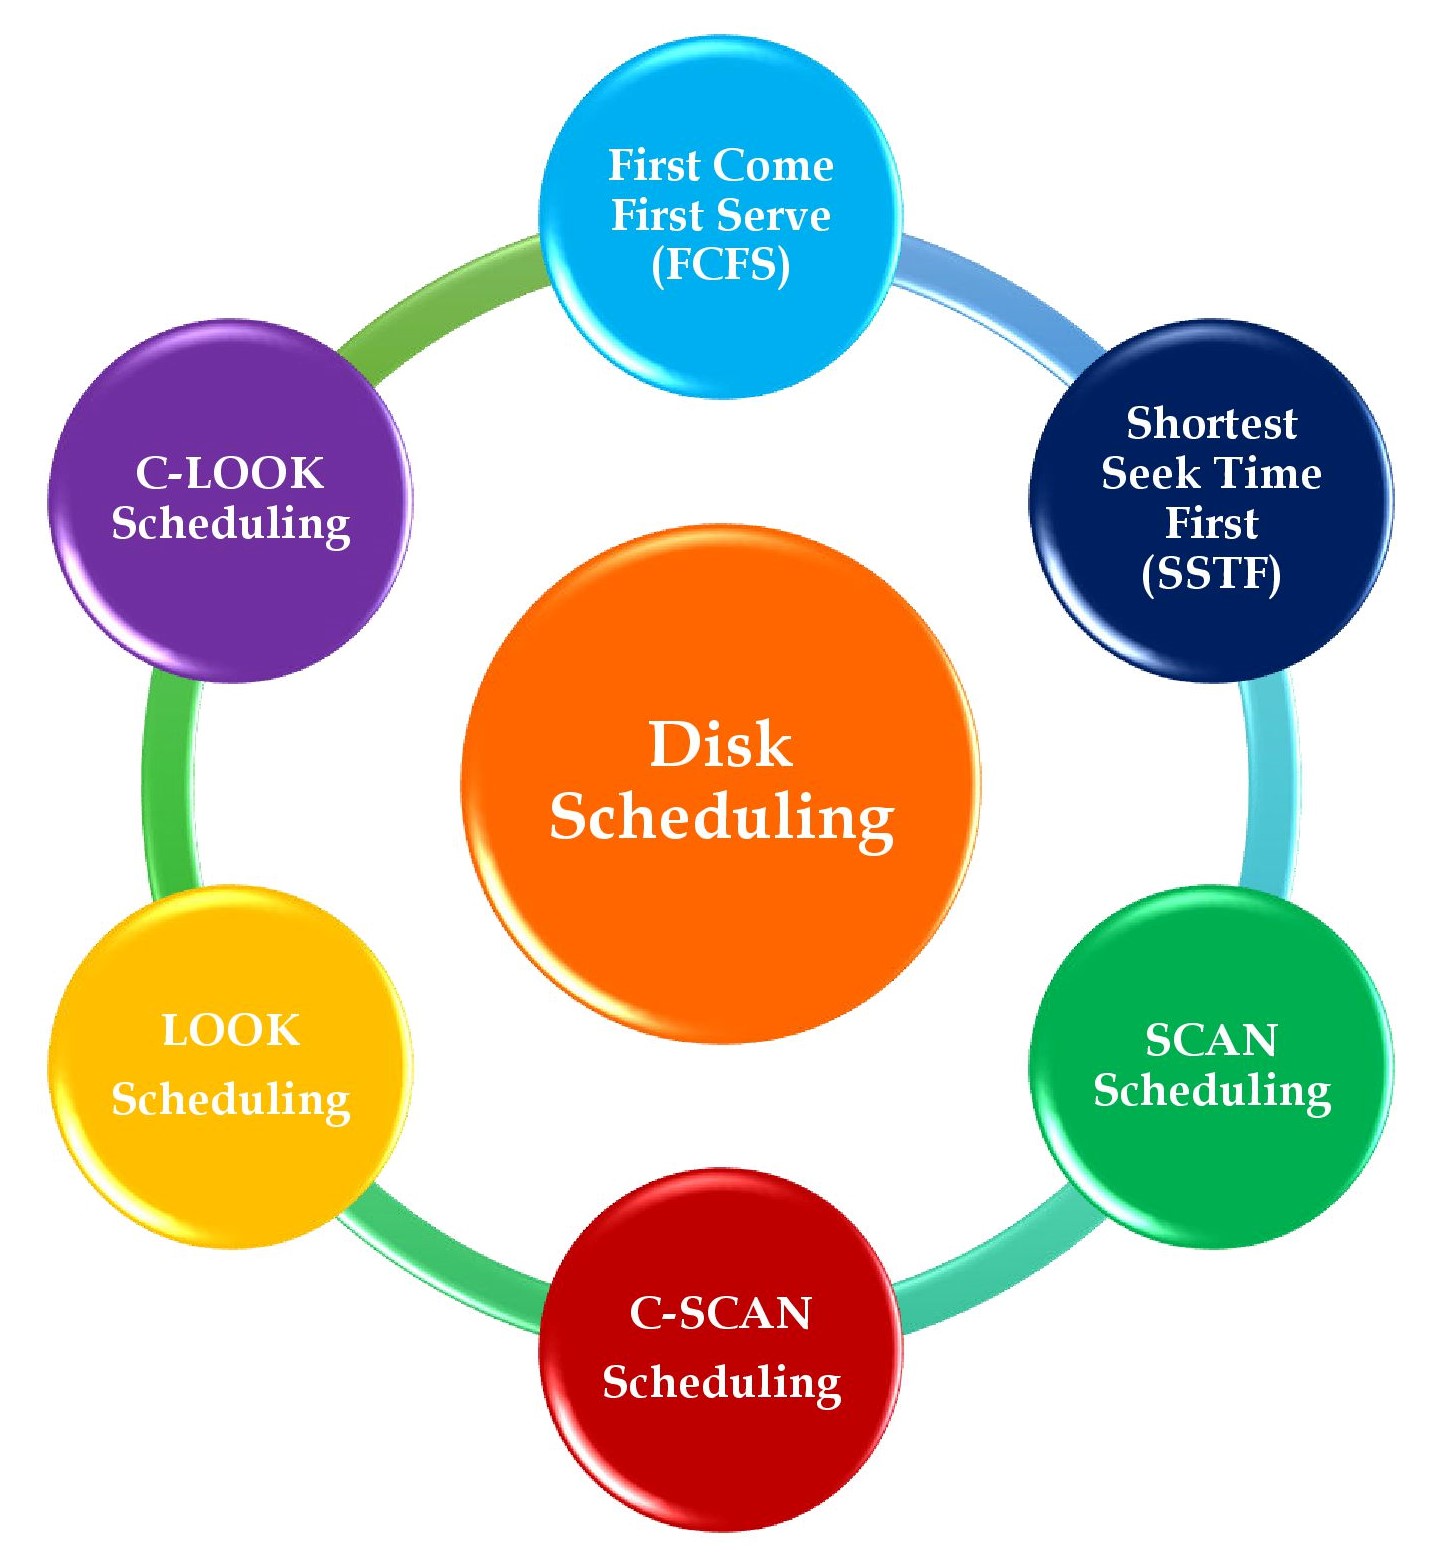 First Come
First Serve
(FCFS)
Shortest
Seek Time
First
(SSTF)
SCAN
Scheduling
C-SCAN
Scheduling
LOOK
Scheduling
C-LOOK
Scheduling
Disk
Scheduling